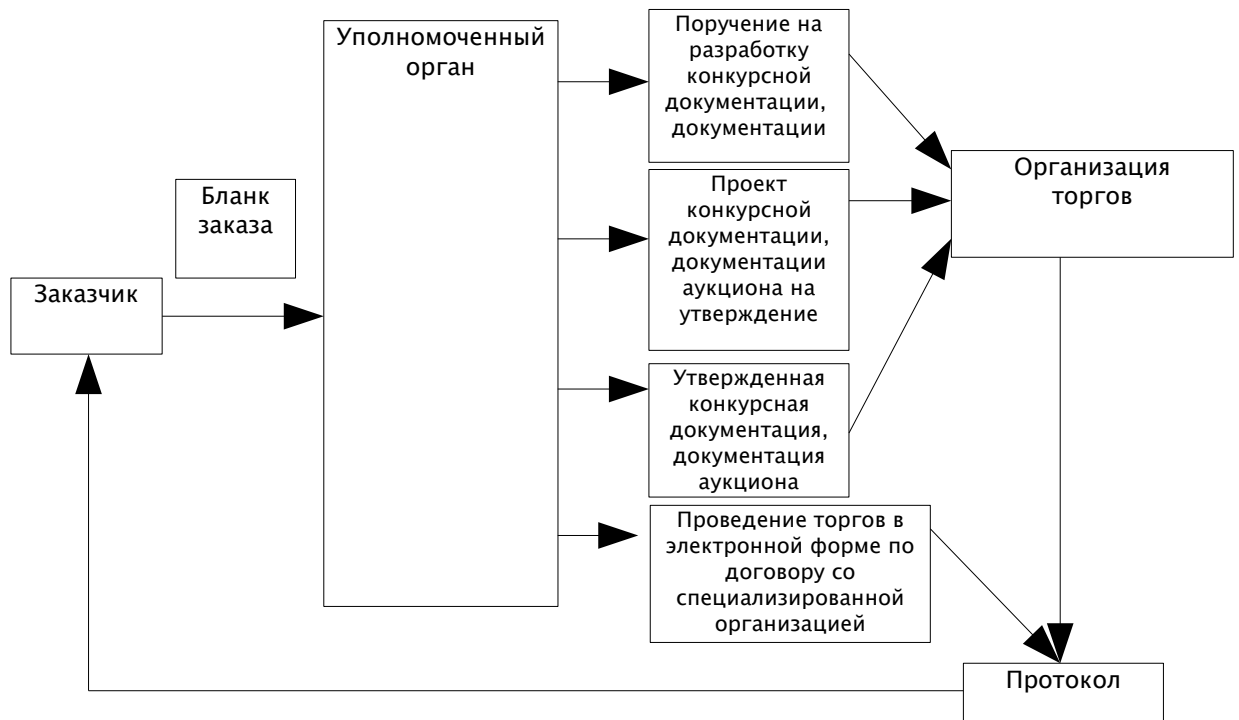 Заказчик
Бланк
заказа
Уполномоченный
орган
Поручение на
разработку
конкурсной
документации,
документации
Проект
конкурсной
документации,
документации
аукциона на
утверждение
Утвержденная
конкурсная
документация,
документация
аукциона
Проведение торгов в
электронной форме по
договору со
специализированной
организацией
Организация
торгов
Протокол